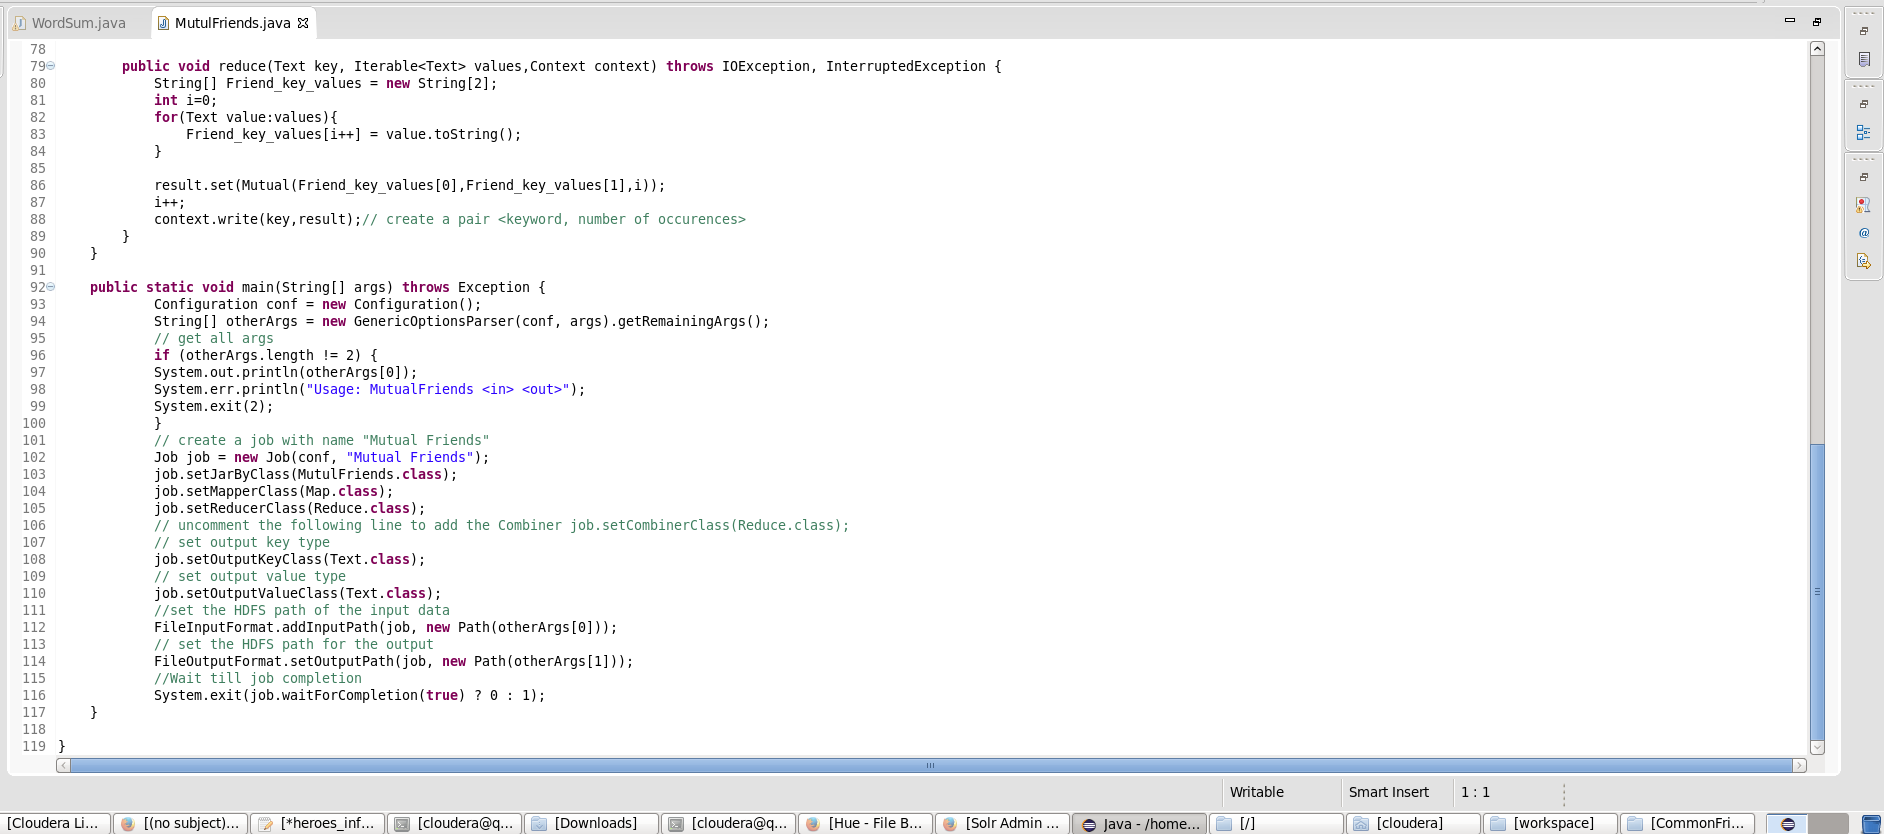 WordSum.java MutulFriends.java
78
79 public void reduce(Text key, Iterable<Text> values,Context context) throws IOException, InterruptedException {
80 String[] Friend_key_values = new String[2];
81 int i=0;
82 for(Text value:values){
83 Friend_key_values[i++] = value.toString();
84 }
85
86 result.set(Mutual(Friend_key_values[0],Friend_key_values[1],i));
87 i++;
88 context.write(key,result);// create a pair <keyword, number of occurences>
89 }
90 }
91
92 public static void main(String[] args) throws Exception {
93 Configuration conf = new Configuration();
94 String[] otherArgs = new GenericOptionsParser(conf, args).getRemainingArgs();
95 // get all args
96 if (otherArgs.length != 2) {
97 System.out.println(otherArgs[0]);
98 System.err.println("Usage: MutualFriends <in> <out>");
99 System.exit(2);
100 }
101 // create a job with name "Mutual Friends"
102 Job job = new Job(conf, "Mutual Friends");
103 job.setJarByClass(MutulFriends.class);
104 job.setMapperClass(Map.class);
105 job.setReducerClass(Reduce.class);
106 // uncomment the following line to add the Combiner job.setCombinerClass(Reduce.class);
107 // set output key type
108 job.setOutputKeyClass(Text.class);
109 // set output value type
110 job.setOutputValueClass(Text.class);
111 //set the HDFS path of the input data
112 FileInputFormat.addInputPath(job, new Path(otherArgs[0]));
113 // set the HDFS path for the output
114 FileOutputFormat.setOutputPath(job, new Path(otherArgs[1]));
115 //Wait till job completion
116 System.exit(job.waitForCompletion(true) ? 0 : 1);
117 }
118
119 }
Writable Smart Insert 1 : 1
[Cloudera Li... [(no subject)... [*heroes_inf... [cloudera@q... [Downloads] [cloudera@q... [Hue - File B... [Solr Admin ... Java - /home... [/] [cloudera] [workspace] [CommonFri...